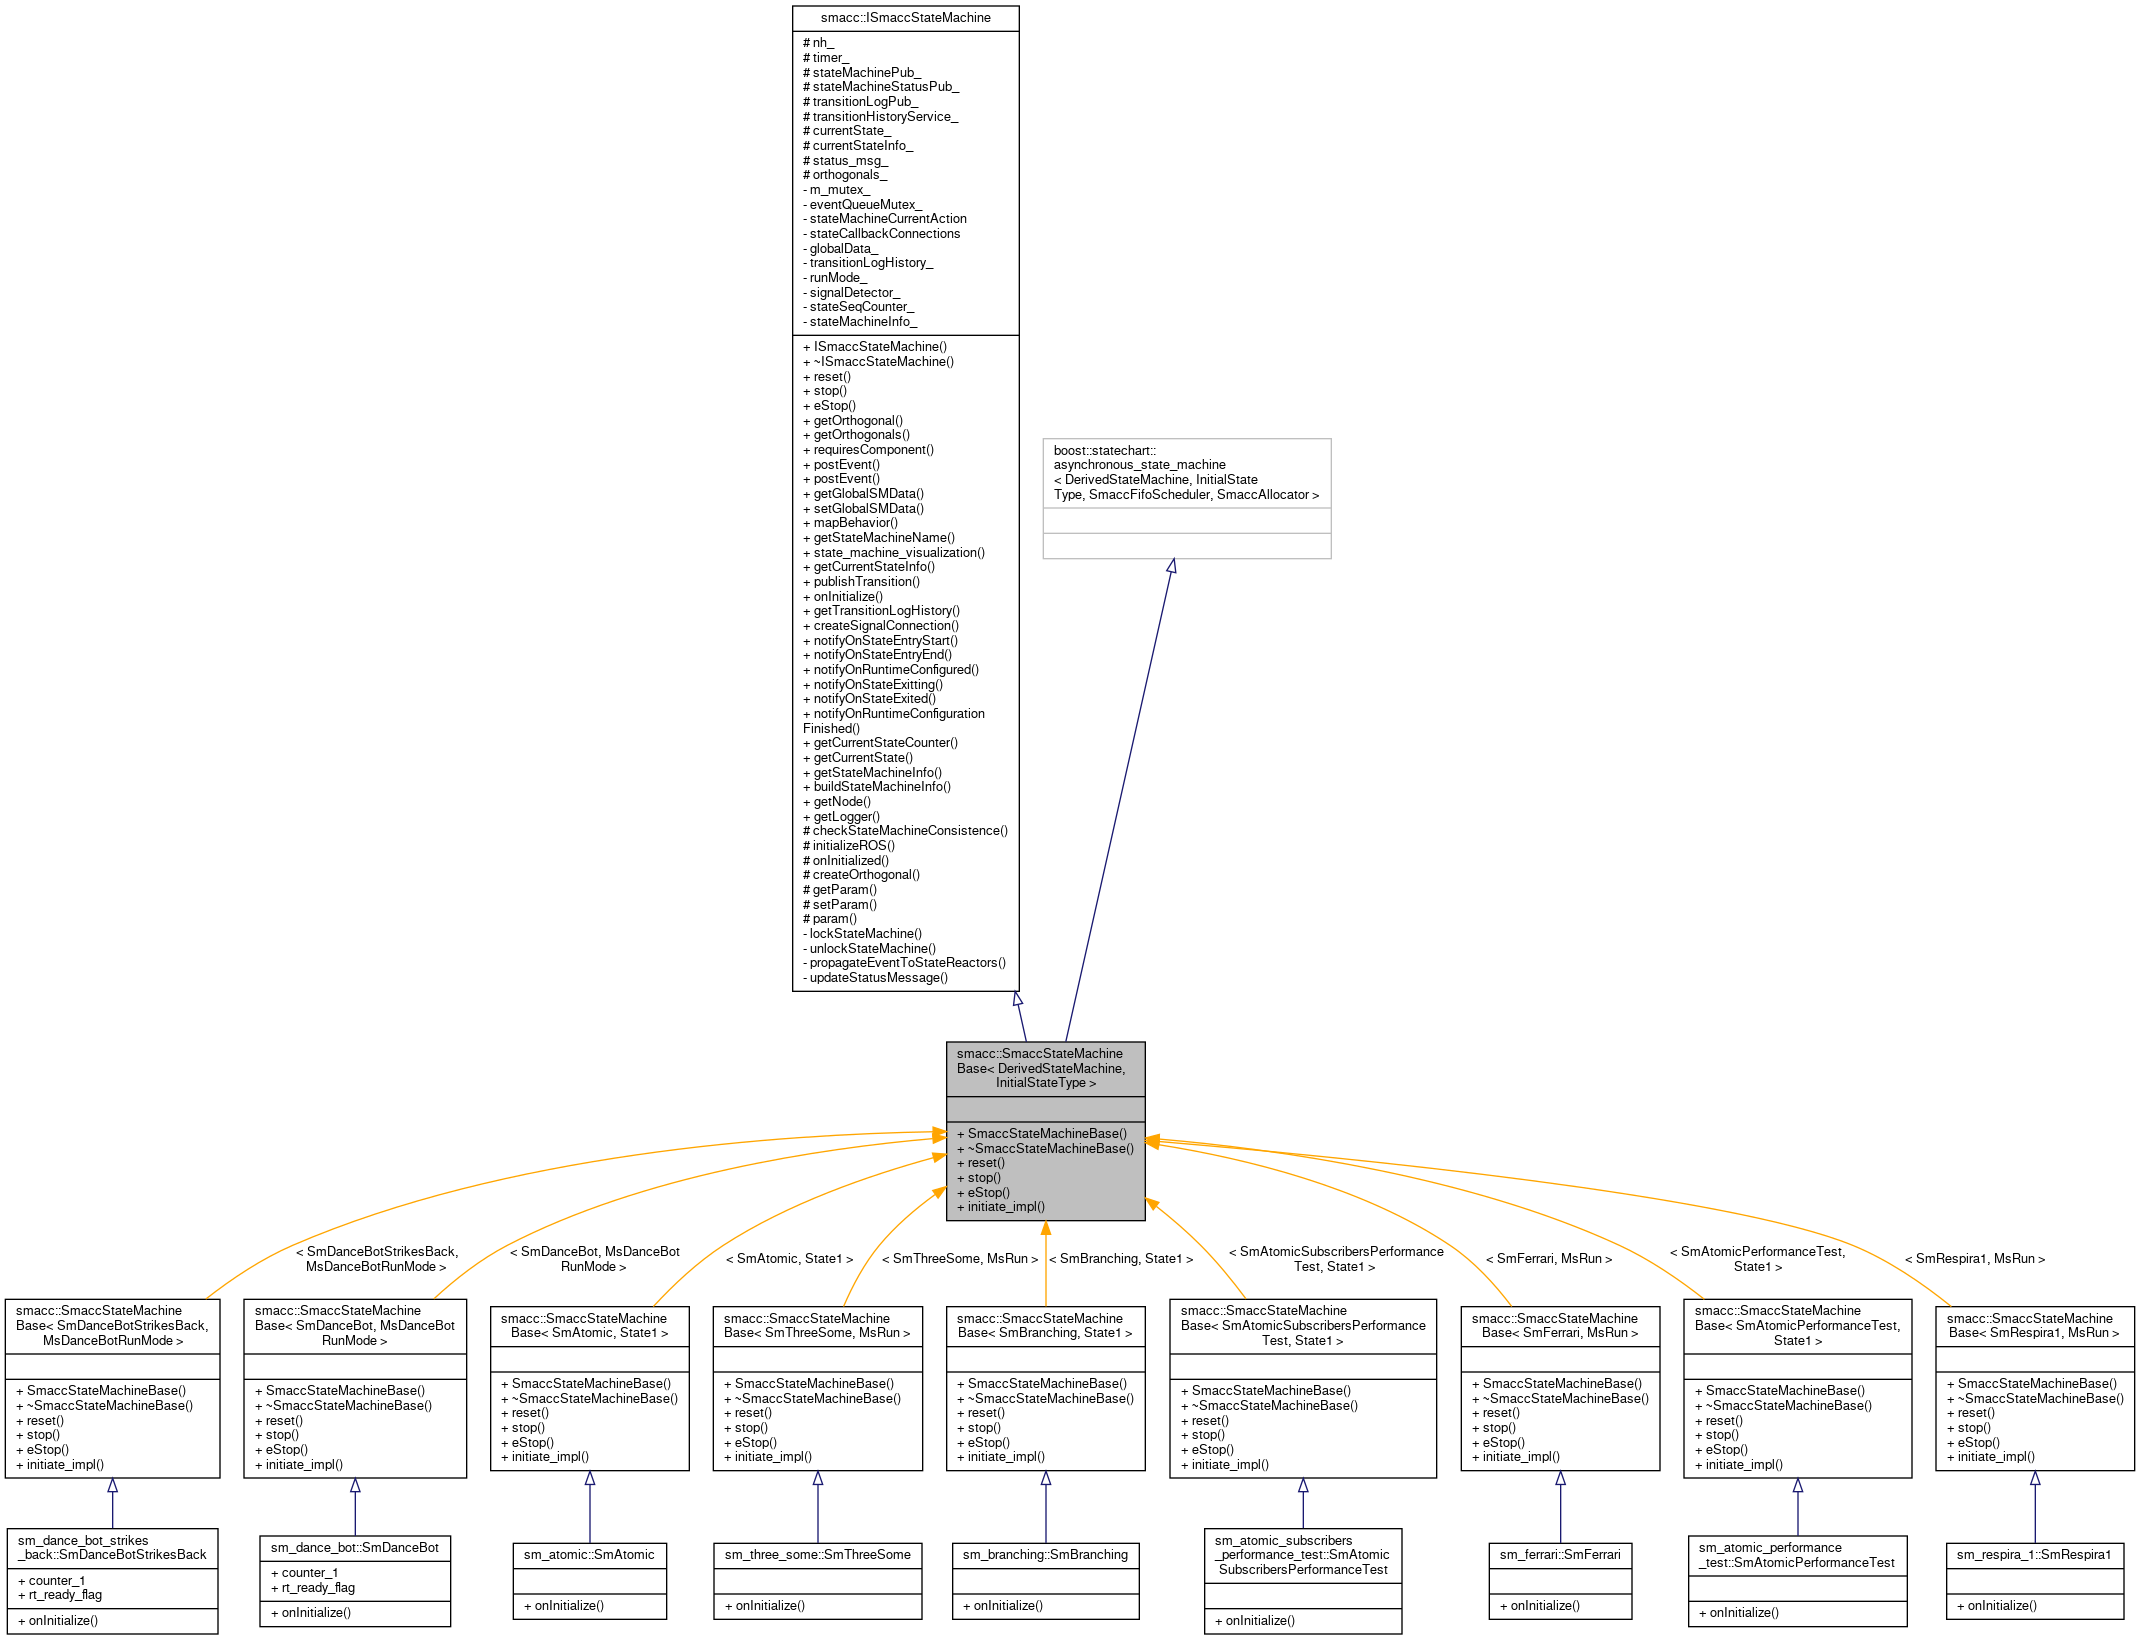 smacc::ISmaccStateMachine
# nh_
# timer_
# stateMachinePub_
# stateMachineStatusPub_
# transitionLogPub_
# transitionHistoryService_
# currentState_
# currentStateInfo_
# status_msg_
# orthogonals_
- m_mutex_
- eventQueueMutex_
- stateMachineCurrentAction
- stateCallbackConnections
- globalData_
- transitionLogHistory_
- runMode_
- signalDetector_
- stateSeqCounter_
- stateMachineInfo_
+ ISmaccStateMachine()
+ ~ISmaccStateMachine()
+ reset()
+ stop()
+ eStop()
+ getOrthogonal()
+ getOrthogonals()
+ requiresComponent()
+ postEvent()
+ postEvent()
+ getGlobalSMData()
+ setGlobalSMData()
+ mapBehavior()
+ getStateMachineName()
+ state_machine_visualization()
+ getCurrentStateInfo()
+ publishTransition()
+ onInitialize()
+ getTransitionLogHistory()
+ createSignalConnection()
+ notifyOnStateEntryStart()
+ notifyOnStateEntryEnd()
+ notifyOnRuntimeConfigured()
+ notifyOnStateExitting()
+ notifyOnStateExited()
+ notifyOnRuntimeConfiguration
Finished()
+ getCurrentStateCounter()
+ getCurrentState()
+ getStateMachineInfo()
+ buildStateMachineInfo()
+ getNode()
+ getLogger()
# checkStateMachineConsistence()
# initializeROS()
# onInitialized()
# createOrthogonal()
# getParam()
# setParam()
# param()
- lockStateMachine()
- unlockStateMachine()
- propagateEventToStateReactors()
- updateStatusMessage()
boost::statechart::
asynchronous_state_machine
< DerivedStateMachine, InitialState
Type, SmaccFifoScheduler, SmaccAllocator >
smacc::SmaccStateMachine
Base< DerivedStateMachine,
InitialStateType >
+ SmaccStateMachineBase()
+ ~SmaccStateMachineBase()
+ reset()
+ stop()
+ eStop()
+ initiate_impl()
< SmDanceBotStrikesBack,
MsDanceBotRunMode >
< SmDanceBot, MsDanceBot
RunMode >
< SmAtomic, State1 >
< SmThreeSome, MsRun >
< SmBranching, State1 >
< SmAtomicSubscribersPerformance
Test, State1 >
< SmFerrari, MsRun >
< SmAtomicPerformanceTest,
State1 >
< SmRespira1, MsRun >
smacc::SmaccStateMachine
Base< SmDanceBotStrikesBack,
MsDanceBotRunMode >
+ SmaccStateMachineBase()
+ ~SmaccStateMachineBase()
+ reset()
+ stop()
+ eStop()
+ initiate_impl()
smacc::SmaccStateMachine
Base< SmDanceBot, MsDanceBot
RunMode >
+ SmaccStateMachineBase()
+ ~SmaccStateMachineBase()
+ reset()
+ stop()
+ eStop()
+ initiate_impl()
smacc::SmaccStateMachine
Base< SmAtomic, State1 >
+ SmaccStateMachineBase()
+ ~SmaccStateMachineBase()
+ reset()
+ stop()
+ eStop()
+ initiate_impl()
smacc::SmaccStateMachine
Base< SmThreeSome, MsRun >
+ SmaccStateMachineBase()
+ ~SmaccStateMachineBase()
+ reset()
+ stop()
+ eStop()
+ initiate_impl()
smacc::SmaccStateMachine
Base< SmBranching, State1 >
+ SmaccStateMachineBase()
+ ~SmaccStateMachineBase()
+ reset()
+ stop()
+ eStop()
+ initiate_impl()
smacc::SmaccStateMachine
Base< SmAtomicSubscribersPerformance
Test, State1 >
+ SmaccStateMachineBase()
+ ~SmaccStateMachineBase()
+ reset()
+ stop()
+ eStop()
+ initiate_impl()
smacc::SmaccStateMachine
Base< SmFerrari, MsRun >
+ SmaccStateMachineBase()
+ ~SmaccStateMachineBase()
+ reset()
+ stop()
+ eStop()
+ initiate_impl()
smacc::SmaccStateMachine
Base< SmAtomicPerformanceTest,
State1 >
+ SmaccStateMachineBase()
+ ~SmaccStateMachineBase()
+ reset()
+ stop()
+ eStop()
+ initiate_impl()
smacc::SmaccStateMachine
Base< SmRespira1, MsRun >
+ SmaccStateMachineBase()
+ ~SmaccStateMachineBase()
+ reset()
+ stop()
+ eStop()
+ initiate_impl()
sm_dance_bot_strikes
_back::SmDanceBotStrikesBack
+ counter_1
+ rt_ready_flag
+ onInitialize()
sm_dance_bot::SmDanceBot
+ counter_1
+ rt_ready_flag
+ onInitialize()
sm_atomic::SmAtomic
+ onInitialize()
sm_three_some::SmThreeSome
+ onInitialize()
sm_branching::SmBranching
+ onInitialize()
sm_atomic_subscribers
_performance_test::SmAtomic
SubscribersPerformanceTest
+ onInitialize()
sm_ferrari::SmFerrari
+ onInitialize()
sm_atomic_performance
_test::SmAtomicPerformanceTest
+ onInitialize()
sm_respira_1::SmRespira1
+ onInitialize()